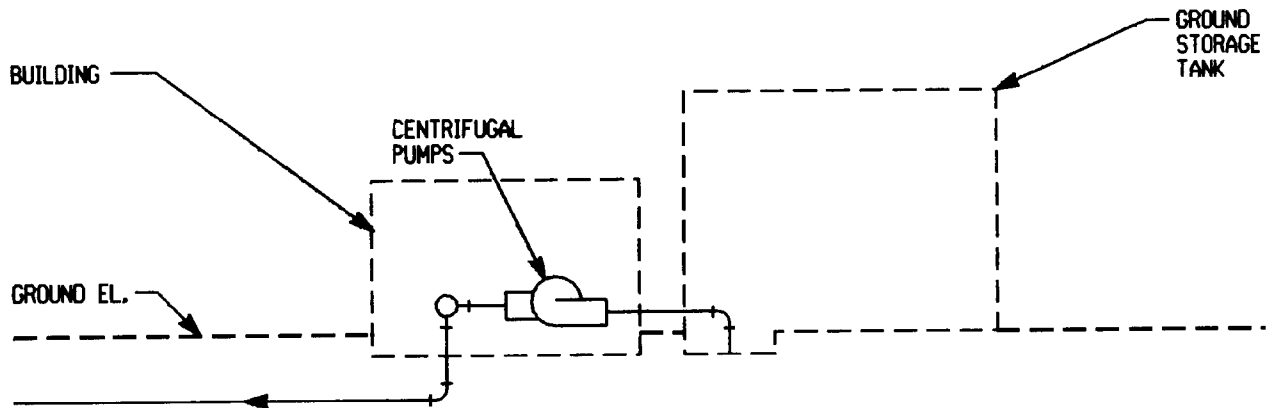 GROUND
STORAGE
TANK
BUILDING
CENTRIFUGAL
PUMPS
GROUND EL.